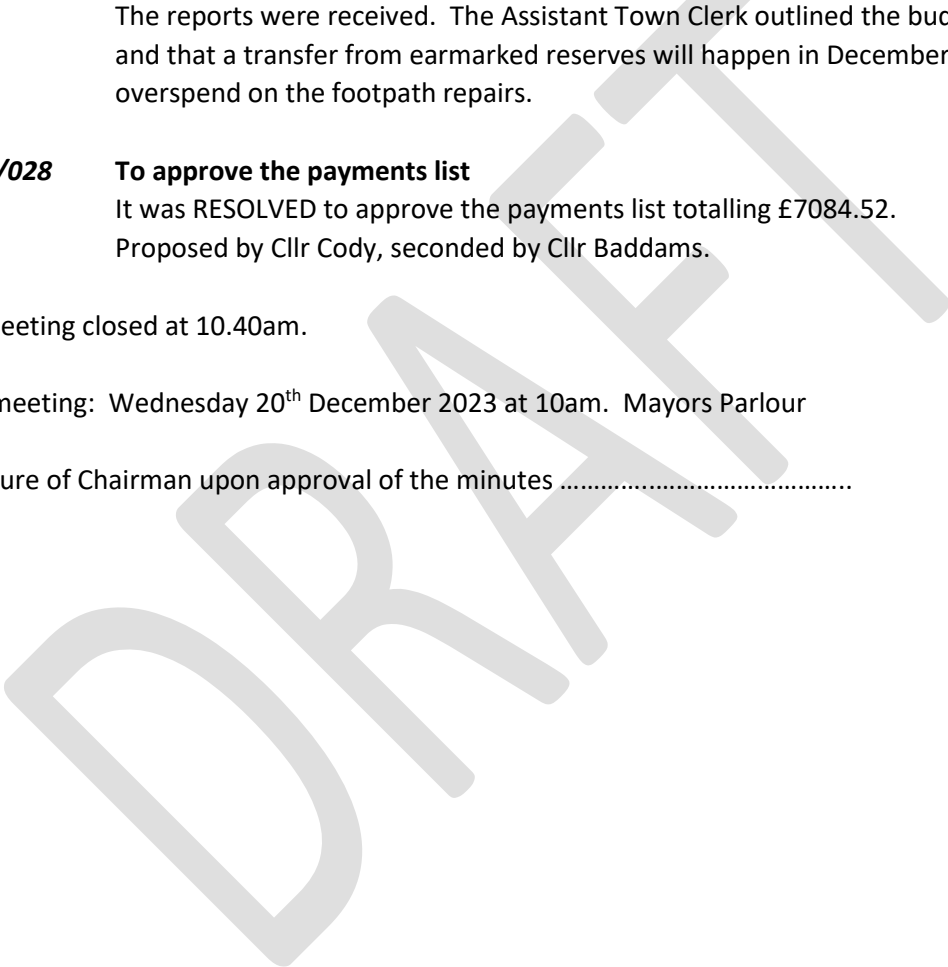 The reports were received.  The Assistant Town Clerk outlined the bud
and that a transfer from earmarked reserves will happen in December
overspend on the footpath repairs.
/028 To approve the payments list
It was RESOLVED to approve the payments list totalling £7084.52.
Proposed by Cllr Cody, seconded by Cllr Baddams.
eeting closed at 10.40am.
meeting:  Wednesday 20th December 2023 at 10am.  Mayors Parlour
ure of Chairman upon approval of the minutes …………..…………………………..
DRAFT